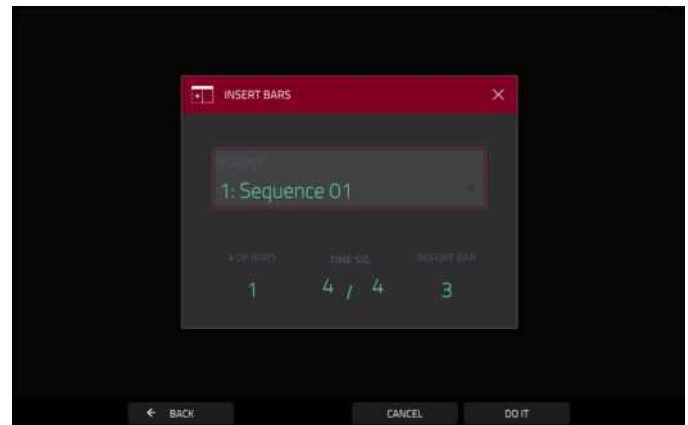 INSERT BARS
1: Sequence 01
# OF BARS TIME SIG BEFORE BAR
1 4 / 4 3
BACK CANCEL DO IT